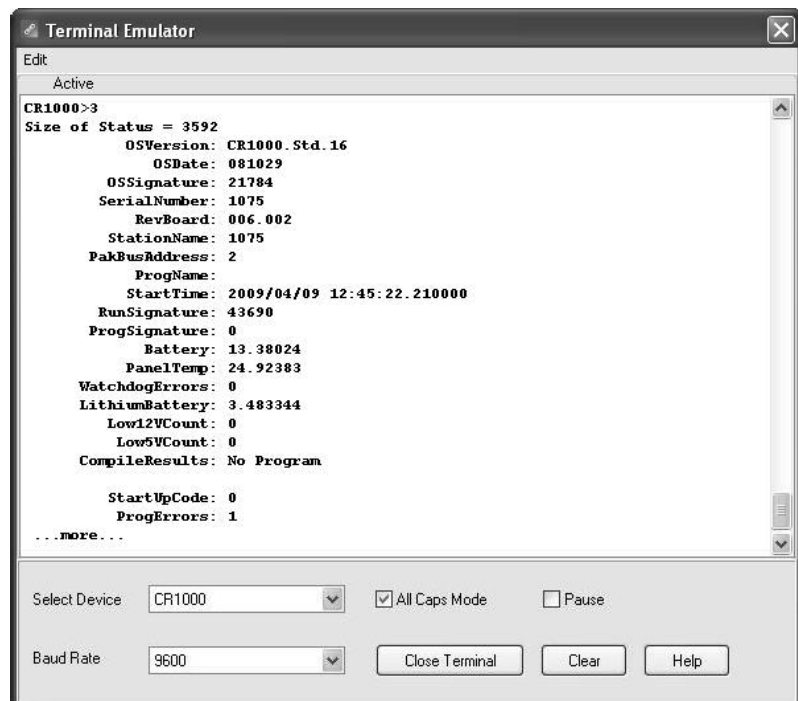 Terminal Emulator
Edit
Active
CR1000>3
Size of Status = 3592
OSVersion: CR1000.Std.16
OSDate: 081029
OSSignature: 21784
SerialNumber: 1075
RevBoard: 006.002
StationName: 1075
PakBusAddress: 2
ProgName:
StartTime: 2009/04/09 12:45:22.210000
RunSignature: 43690
ProgSignature: 0
Battery: 13.38024
PanelTemp: 24.92383
WatchdogErrors: 0
LithiumBattery: 3.483344
Low12VCount: 0
Low5VCount: 0
CompileResults: No Program
StartUpCode: 0
ProgErrors: 1
...more...
Select Device CR1000 All Caps Mode Pause
Baud Rate 9600 Close Terminal Clear Help